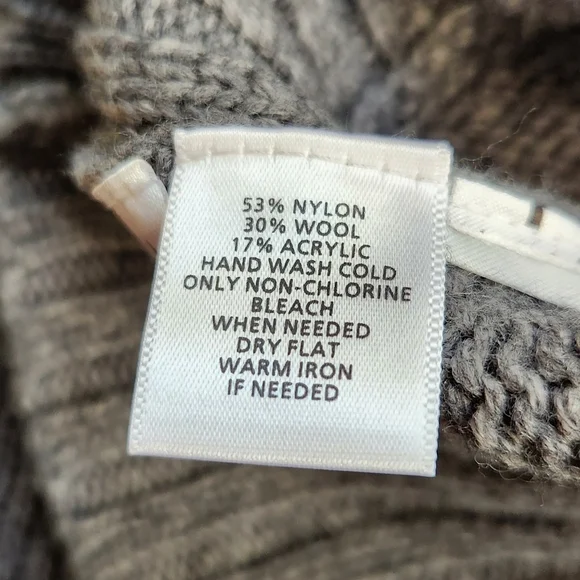 53% NYLON
30% WOOL
17% ACRYLIC
HAND WASH COLD
ONLY NON-CHLORINE
BLEACH
WHEN NEEDED
DRY FLAT
WARM IRON
IF NEEDED